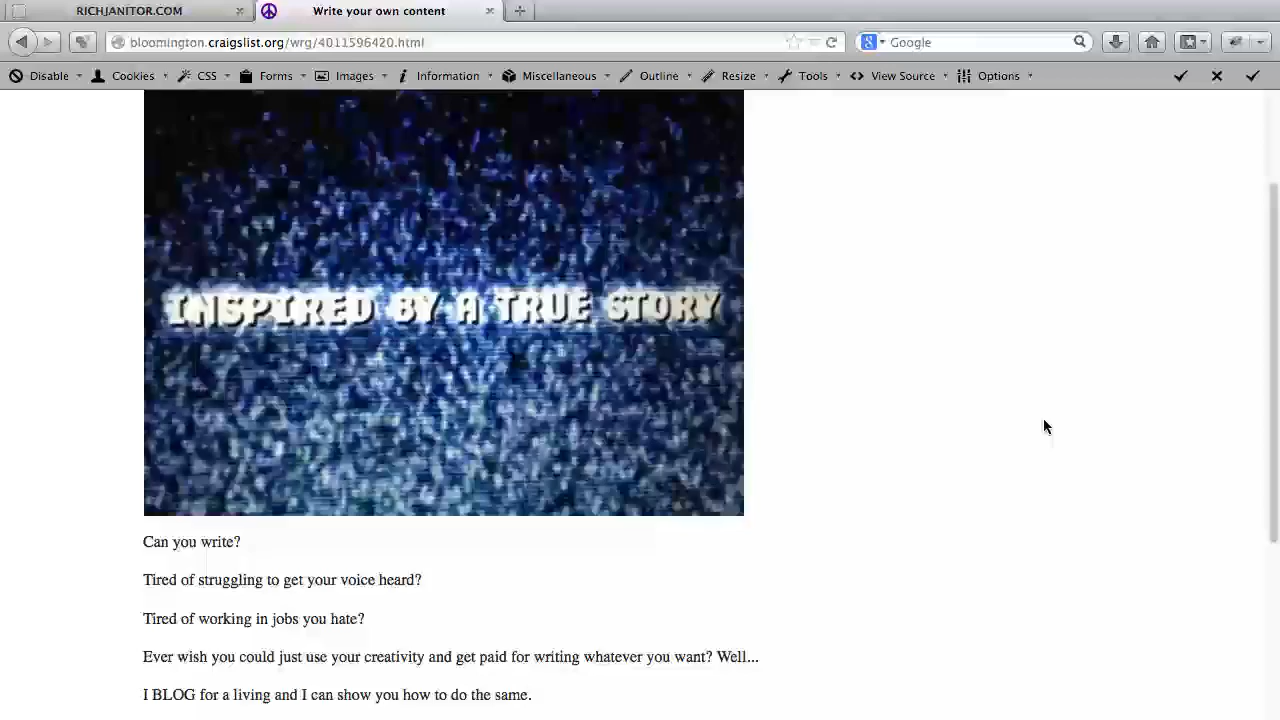 RICHJANITOR.COM
Write your own content
bloomington.craigslist.org/wrg/4011596420.html
Google
Disable Cookies CSS Forms Images Information Miscellaneous Outline Resize Tools View Source Options
INSPIRED BY A TRUE STORY
Can you write?
Tired of struggling to get your voice heard?
Tired of working in jobs you hate?
Ever wish you could just use your creativity and get paid for writing whatever you want? Well...
I BLOG for a living and I can show you how to do the same.